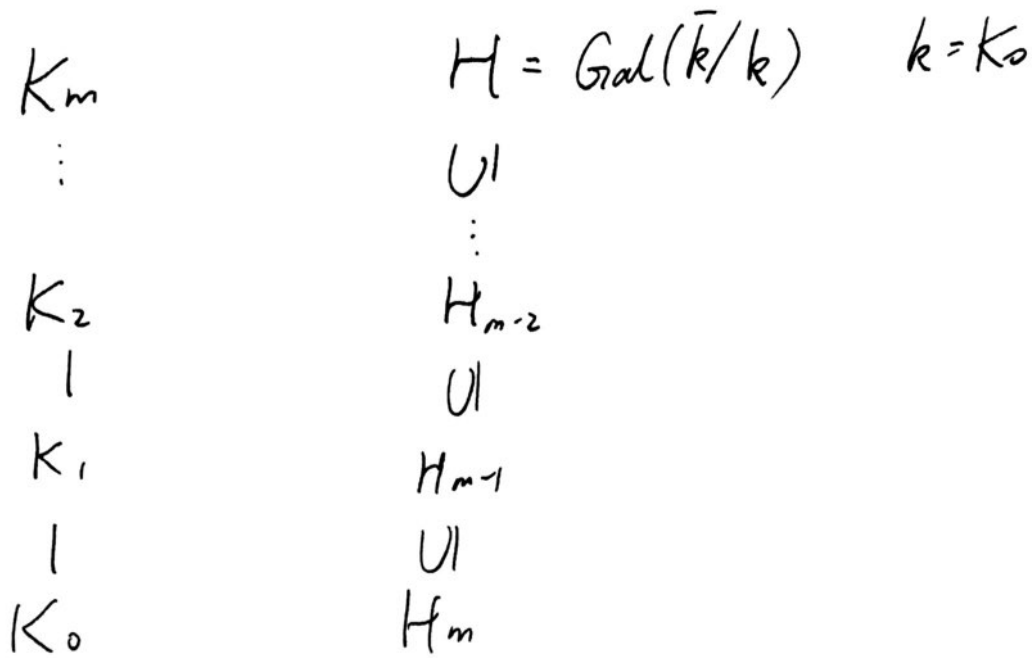 K_m H = Gal(k̄/k) k = K_0
⋮ ∪|
⋮
K_2 H_{m-2}
| ∪|
K_1 H_{m-1}
| ∪|
K_0 H_m